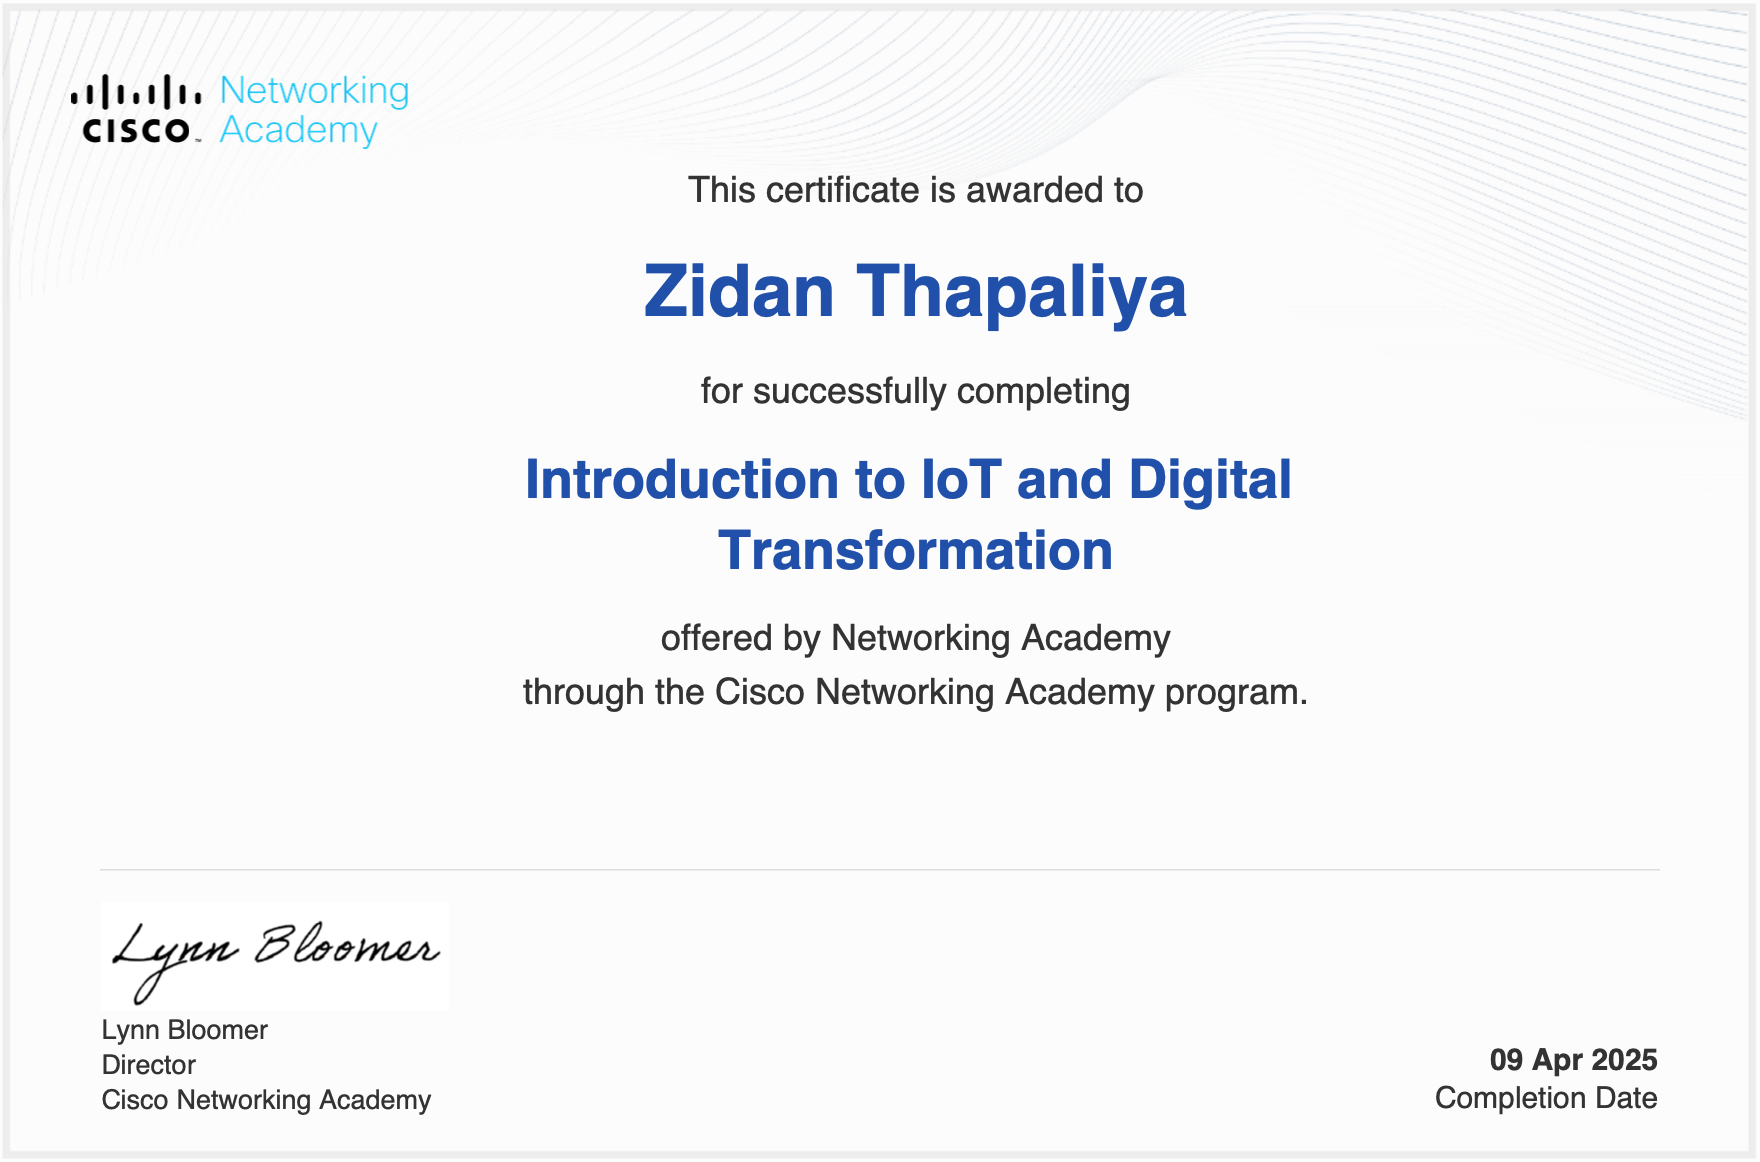 CISCO™ Networking
Academy
This certificate is awarded to
Zidan Thapaliya
for successfully completing
Introduction to IoT and Digital
Transformation
offered by Networking Academy
through the Cisco Networking Academy program.
Lynn Bloomer
Lynn Bloomer
Director
Cisco Networking Academy
09 Apr 2025
Completion Date